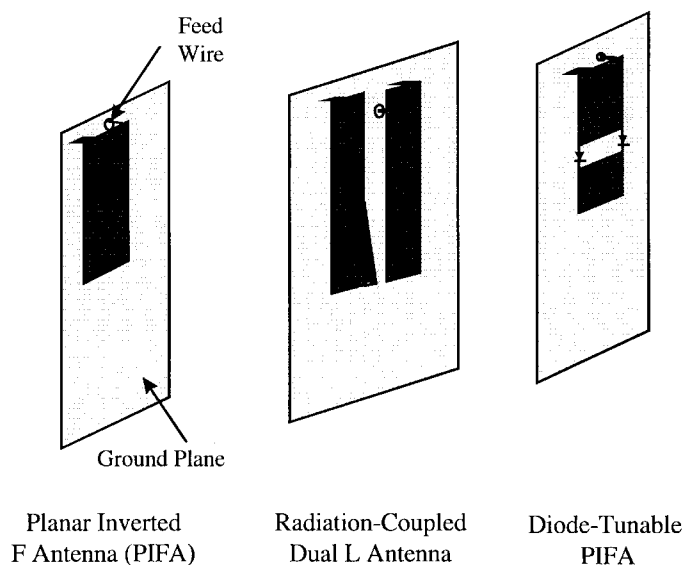 Feed
Wire
Ground Plane
Planar Inverted
F Antenna (PIFA)
Radiation-Coupled
Dual L Antenna
Diode-Tunable
PIFA